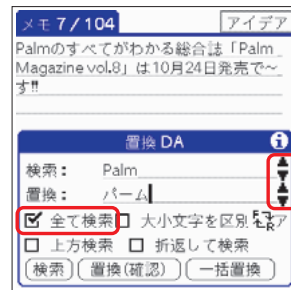 メモ 7/104 アイデア
Palmのすべてがわかる総合誌「Palm
Magazine vol.8」は10月24日発売で〜
す!!
置換 DA
検索: Palm
置換: パーム
全て検索 大小文字を区別 ア
上方検索 折返して検索
検索 置換(確認) 一括置換